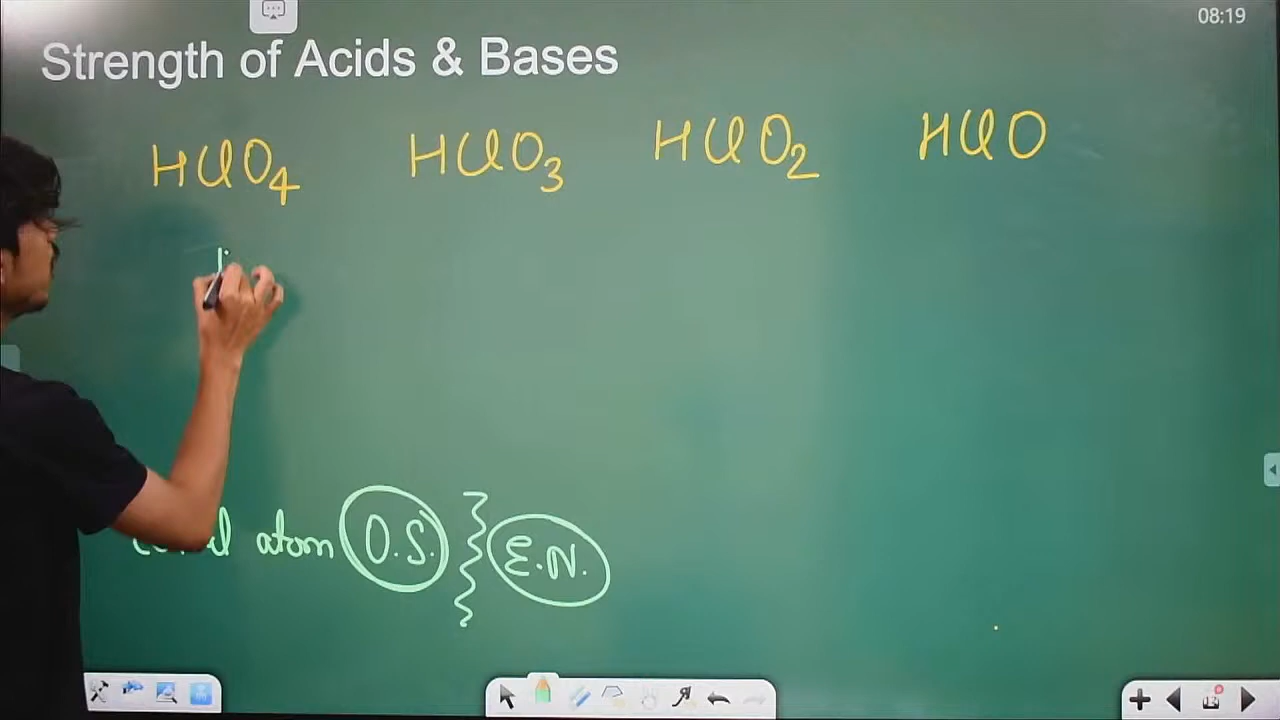 08:19
Strength of Acids & Bases
HClO4 HClO3 HClO2 HClO
atom O.S. E.N.